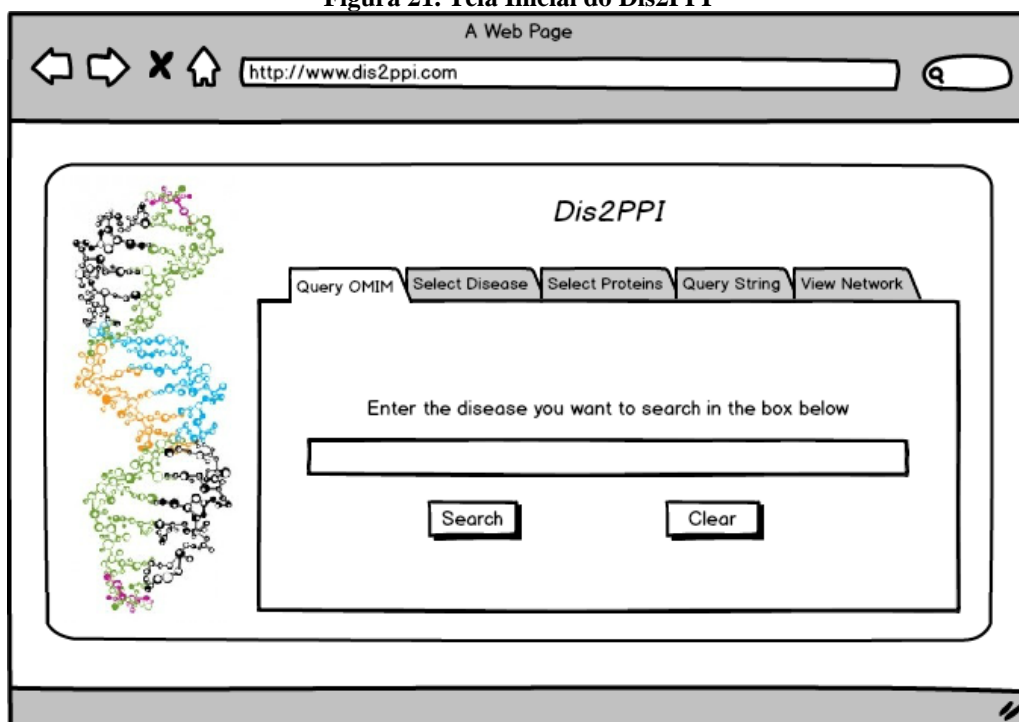 Figura 21: Tela Inicial do Dis2PPI
A Web Page
http://www.dis2ppi.com
Dis2PPI
Query OMIM Select Disease Select Proteins Query String View Network
Enter the disease you want to search in the box below
Search Clear